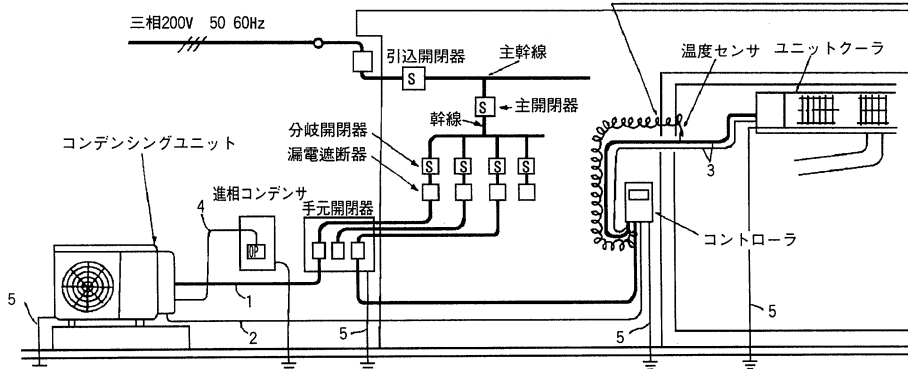 三相200V 50 60Hz
引込開閉器
主幹線
温度センサ
ユニットクーラ
S
S
主開閉器
幹線
分岐開閉器
S
S
S
S
漏電遮断器
コンデンシングユニット
進相コンデンサ
手元開閉器
4
OP
3
コントローラ
1
2
5
5
5
5